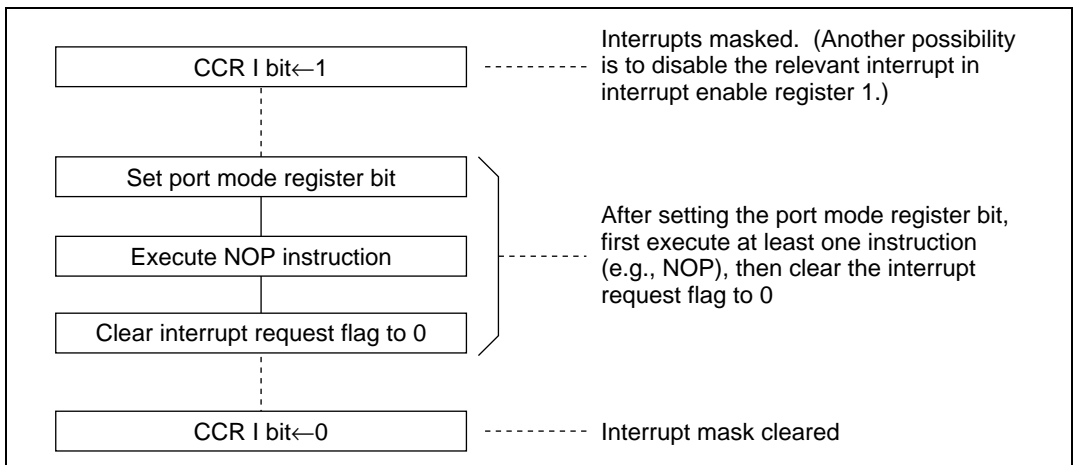 CCR I bit←1
Interrupts masked. (Another possibility
is to disable the relevant interrupt in
interrupt enable register 1.)
Set port mode register bit
Execute NOP instruction
Clear interrupt request flag to 0
After setting the port mode register bit,
first execute at least one instruction
(e.g., NOP), then clear the interrupt
request flag to 0
CCR I bit←0
Interrupt mask cleared